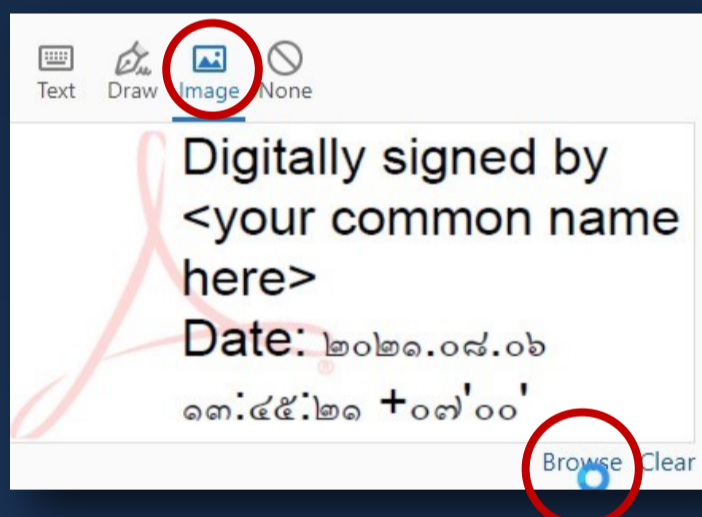 Text Draw Image None
Digitally signed by
<your common name
here>
Date: ๒๐๒๑.๐๘.๐๖
๑๓:๔๕:๒๑ +๐๗'๐๐'
®
Browse Clear